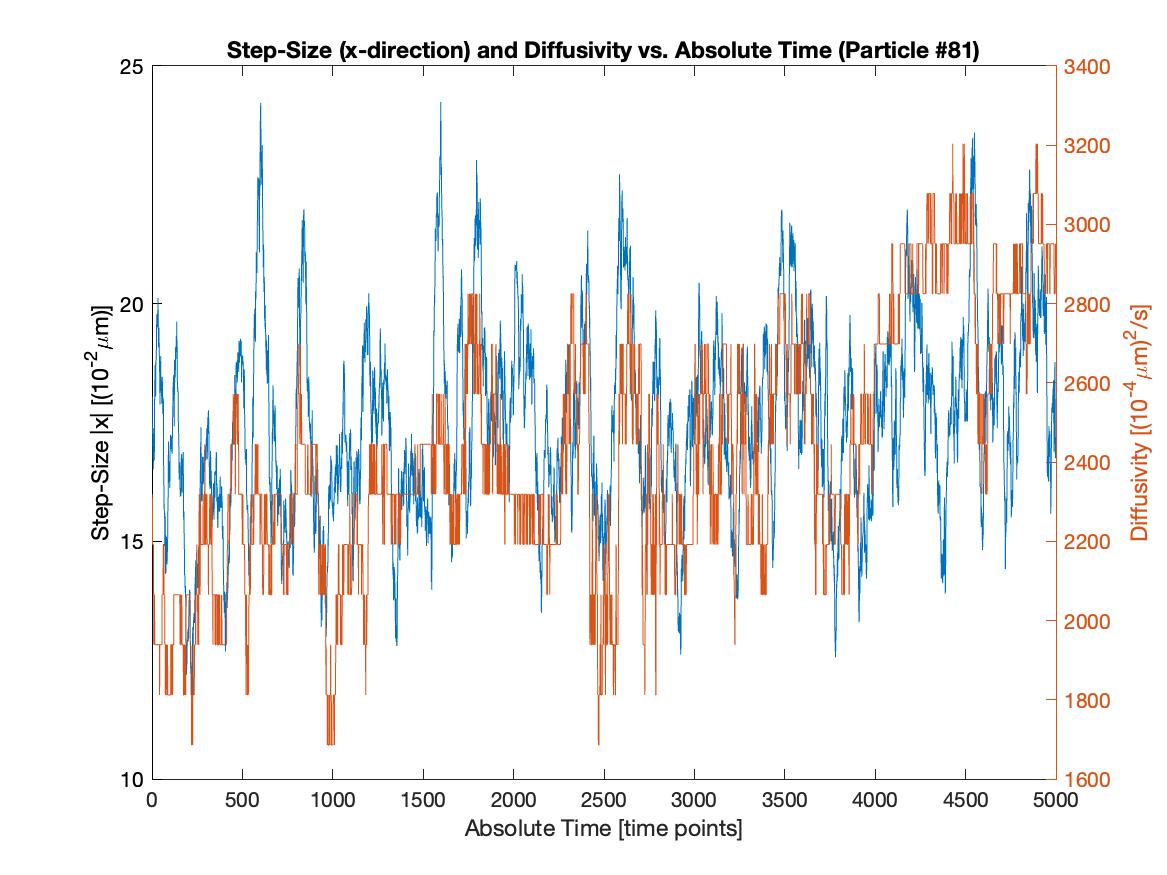 Step-Size (x-direction) and Diffusivity vs. Absolute Time (Particle #81)
25
20
15
10
Step-Size |x| [(10⁻² μm)]
3400
3200
3000
2800
2600
2400
2200
2000
1800
1600
Diffusivity [(10⁻⁴ μm)²/s]
0 500 1000 1500 2000 2500 3000 3500 4000 4500 5000
Absolute Time [time points]